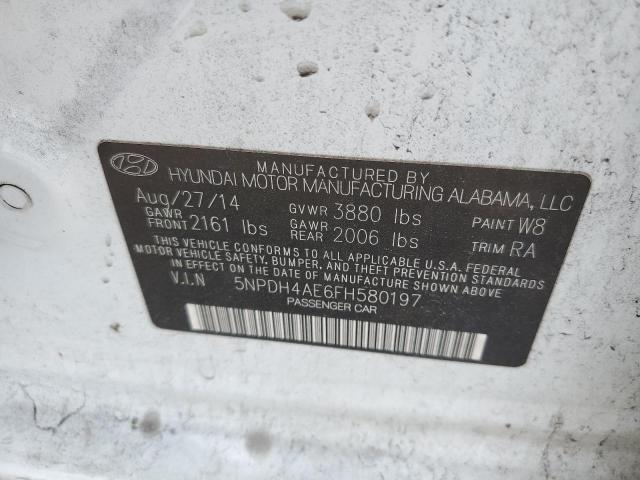 MANUFACTURED BY
HYUNDAI MOTOR MANUFACTURING ALABAMA, LLC
Aug/27/14 GVWR 3880 lbs PAINT W8
GAWR FRONT 2161 lbs GAWR REAR 2006 lbs TRIM RA
THIS VEHICLE CONFORMS TO ALL APPLICABLE U.S.A. FEDERAL
MOTOR VEHICLE SAFETY, BUMPER, AND THEFT PREVENTION STANDARDS
IN EFFECT ON THE DATE OF MANUFACTURE SHOWN ABOVE
V.I.N 5NPDH4AE6FH580197
PASSENGER CAR